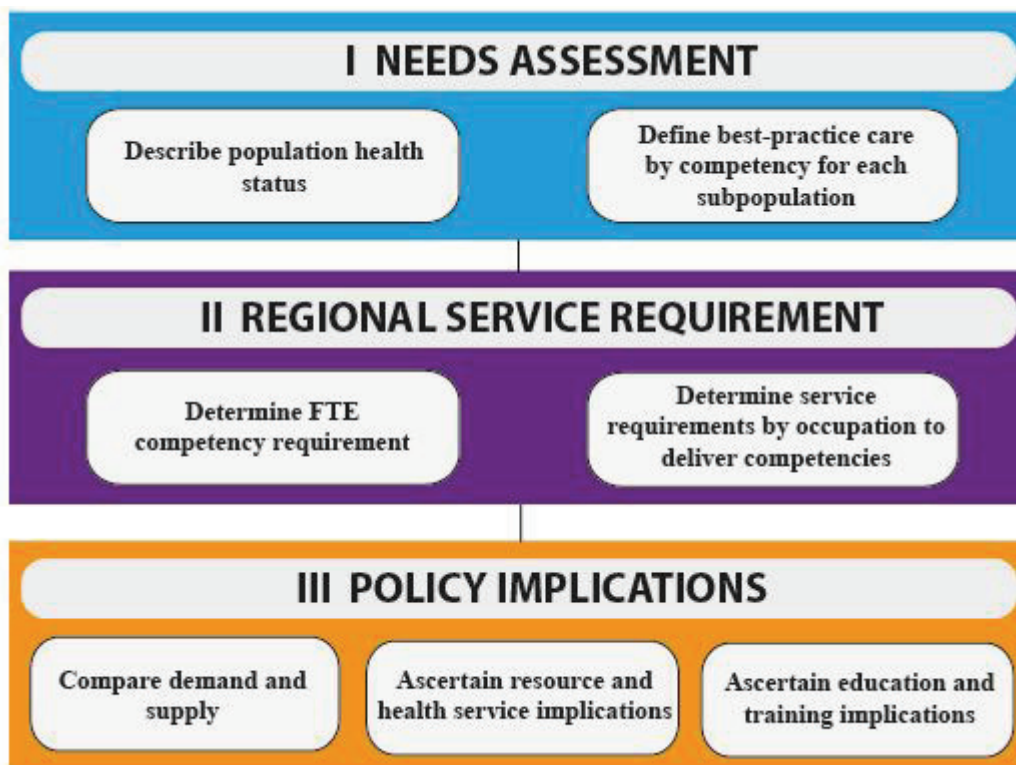 I NEEDS ASSESSMENT
Describe population health
status
Define best-practice care
by competency for each
subpopulation
II REGIONAL SERVICE REQUIREMENT
Determine FTE
competency requirement
Determine service
requirements by occupation to
deliver competencies
III POLICY IMPLICATIONS
Compare demand and
supply
Ascertain resource and
health service implications
Ascertain education and
training implications